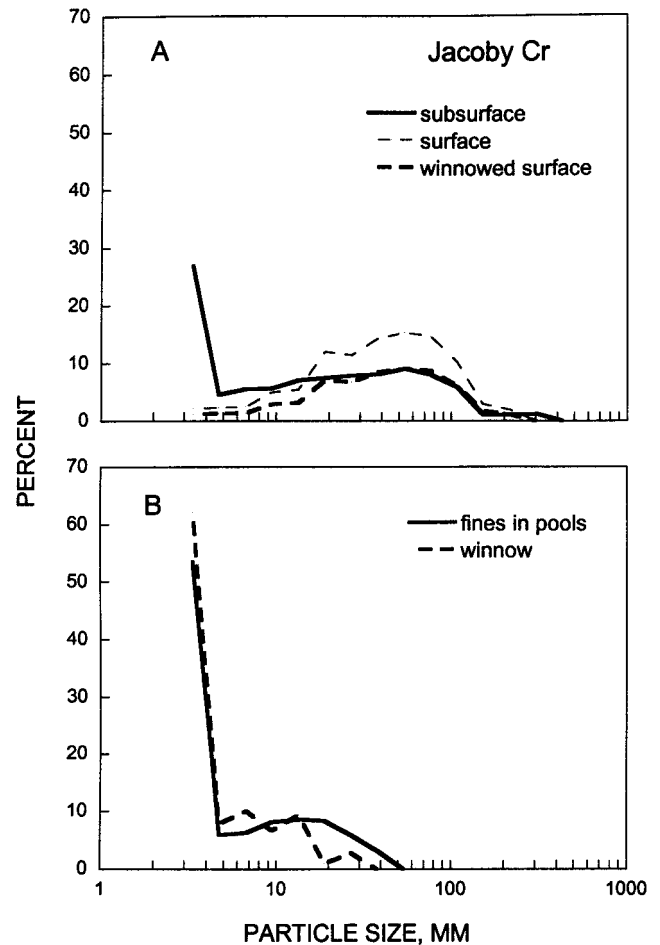 70
A
Jacoby Cr
60
subsurface
50
surface
winnowed surface
40
30
20
10
0
PERCENT
70
B
60
fines in pools
winnow
50
40
30
20
10
0
1
10
100
1000
PARTICLE SIZE, MM